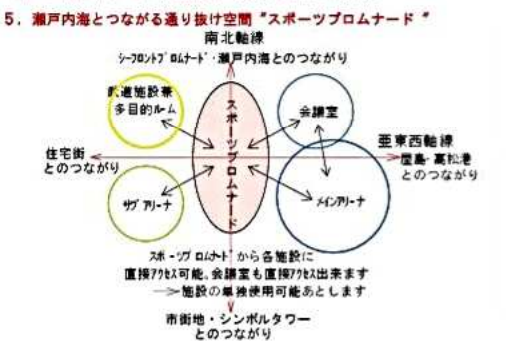 5. 瀬戸内海とつながる通り抜け空間 "スポーツプロムナード"
南北軸線
シーフロントプロムナード・瀬戸内海とのつながり
武道施設兼
多目的ルーム
会議室
スポーツプロムナード
亜東西軸線
屋島・高松港
とのつながり
住宅街
とのつながり
サブアリーナ
メインアリーナ
スポーツプロムナードから各施設に
直接アクセス可能。会議室も直接アクセス出来ます
→施設の単独使用可能あとします
市街地・シンボルタワー
とのつながり